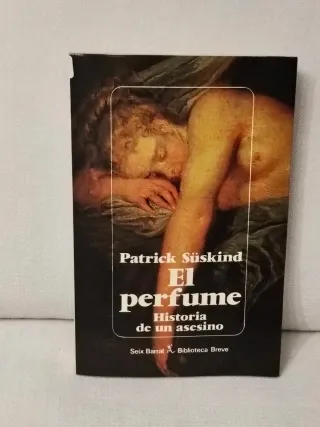 Patrick Süskind
El
perfume
Historia
de un asesino
Seix Barral Biblioteca Breve